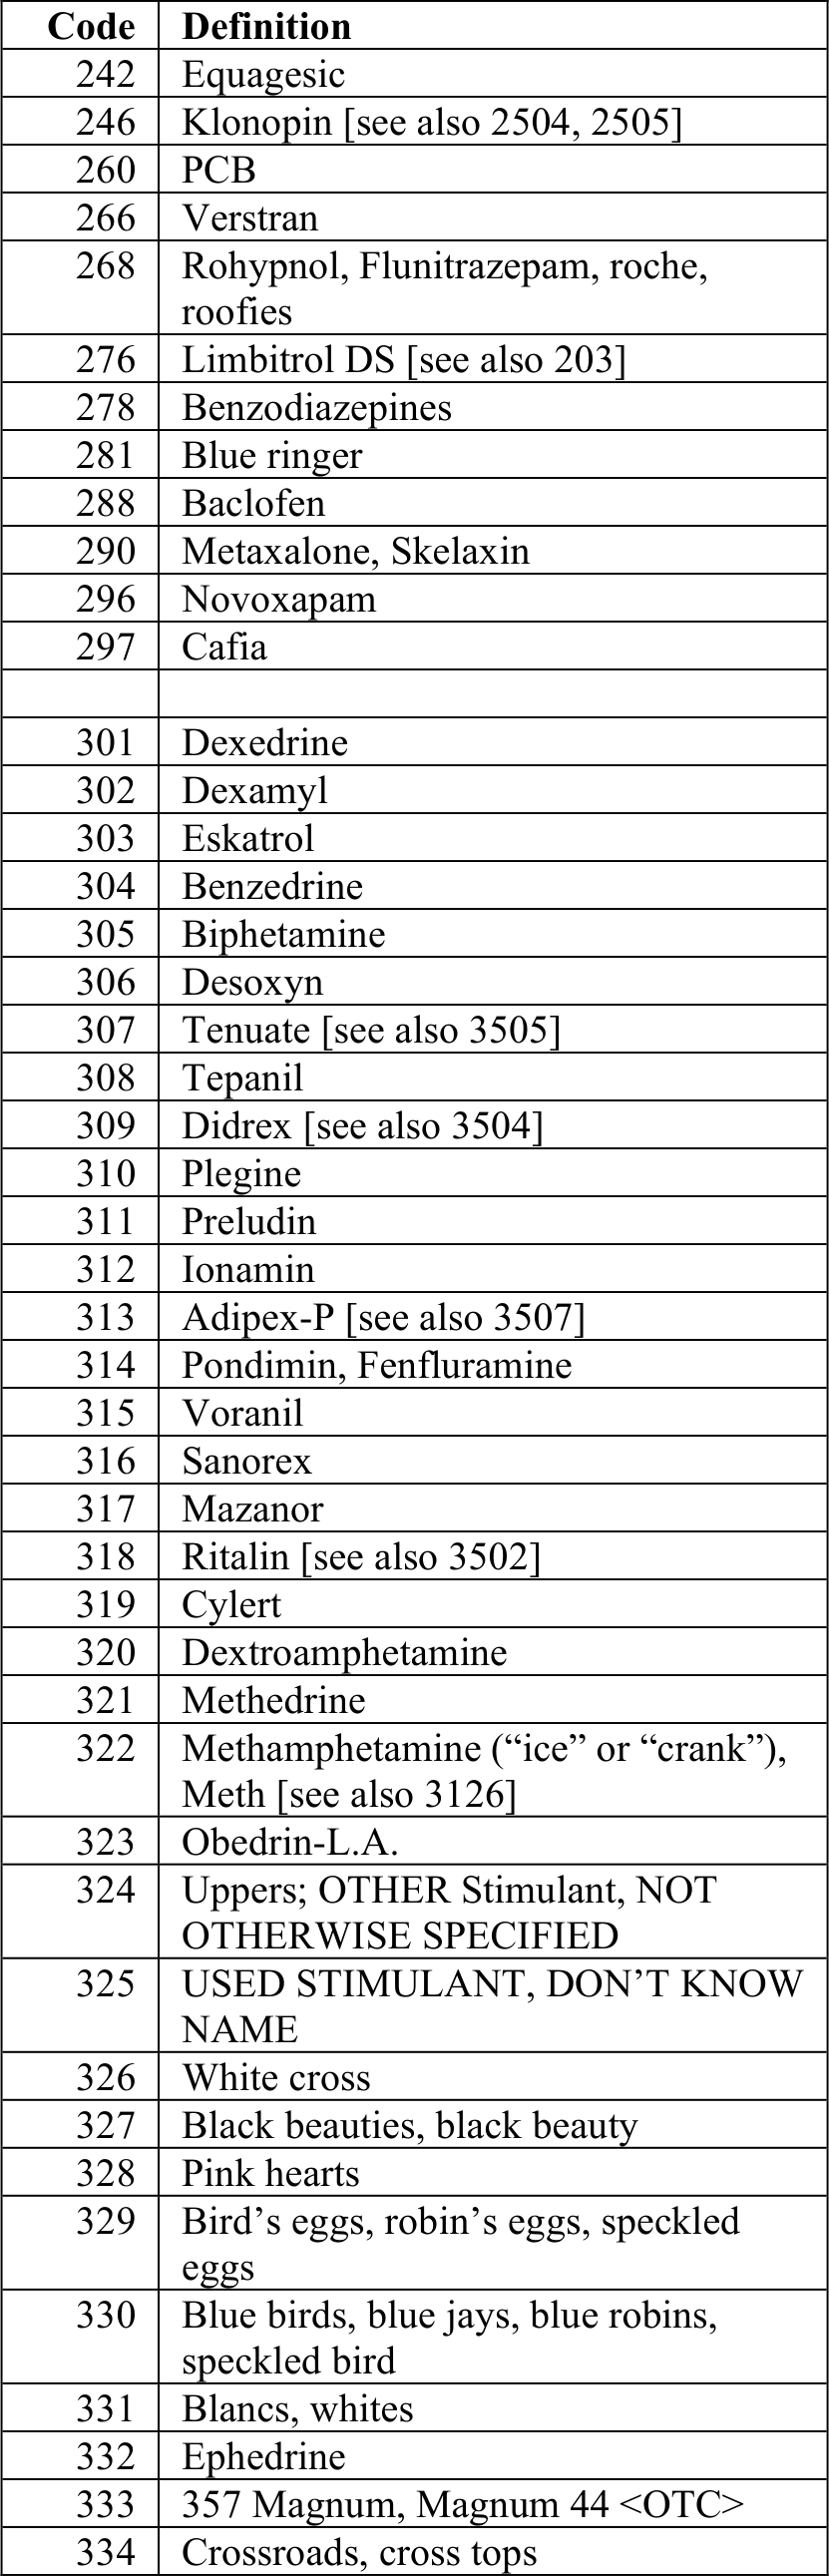 Code Definition
242 Equagesic
246 Klonopin [see also 2504, 2505]
260 PCB
266 Verstran
268 Rohypnol, Flunitrazepam, roche,
roofies
276 Limbitrol DS [see also 203]
278 Benzodiazepines
281 Blue ringer
288 Baclofen
290 Metaxalone, Skelaxin
296 Novoxapam
297 Cafia
301 Dexedrine
302 Dexamyl
303 Eskatrol
304 Benzedrine
305 Biphetamine
306 Desoxyn
307 Tenuate [see also 3505]
308 Tepanil
309 Didrex [see also 3504]
310 Plegine
311 Preludin
312 Ionamin
313 Adipex-P [see also 3507]
314 Pondimin, Fenfluramine
315 Voranil
316 Sanorex
317 Mazanor
318 Ritalin [see also 3502]
319 Cylert
320 Dextroamphetamine
321 Methedrine
322 Methamphetamine (“ice” or “crank”),
Meth [see also 3126]
323 Obedrin-L.A.
324 Uppers; OTHER Stimulant, NOT
OTHERWISE SPECIFIED
325 USED STIMULANT, DON’T KNOW
NAME
326 White cross
327 Black beauties, black beauty
328 Pink hearts
329 Bird’s eggs, robin’s eggs, speckled
eggs
330 Blue birds, blue jays, blue robins,
speckled bird
331 Blancs, whites
332 Ephedrine
333 357 Magnum, Magnum 44 <OTC>
334 Crossroads, cross tops